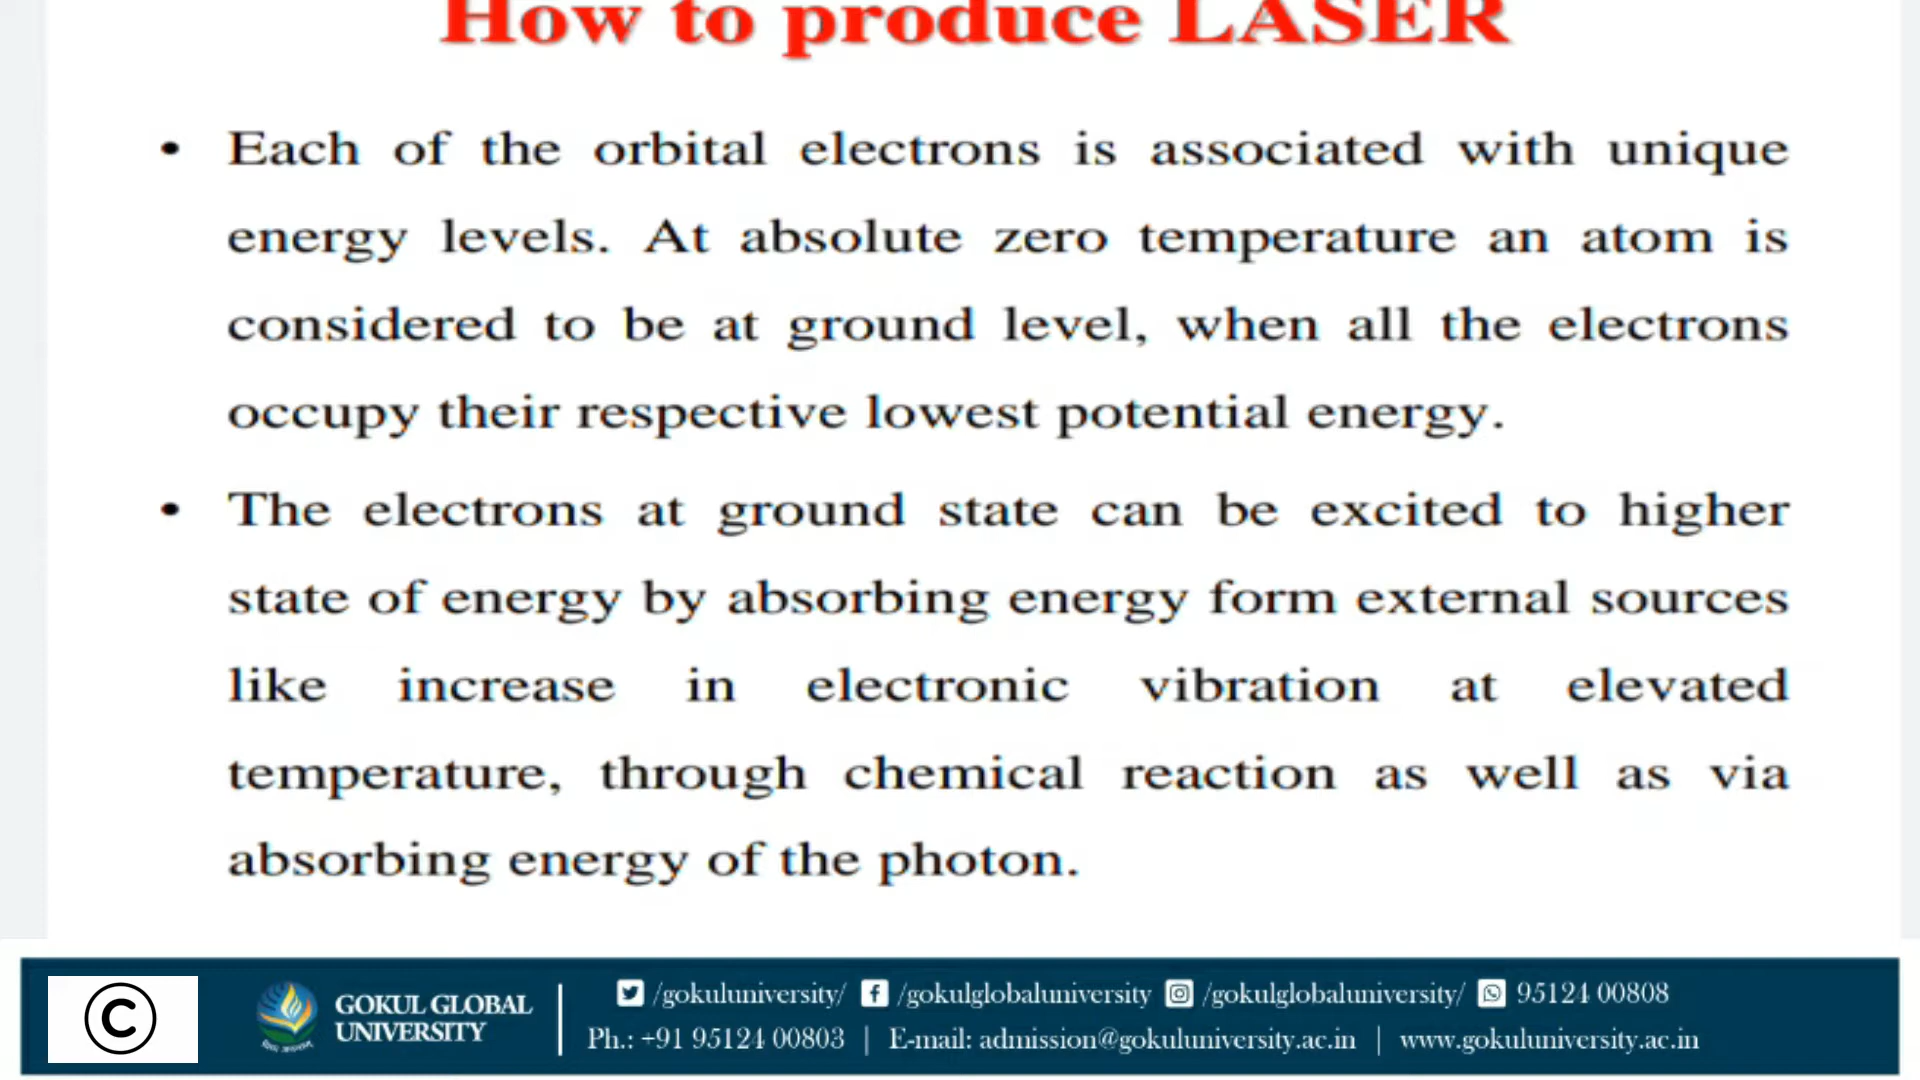 How to produce LASER
• Each of the orbital electrons is associated with unique
energy levels. At absolute zero temperature an atom is
considered to be at ground level, when all the electrons
occupy their respective lowest potential energy.
• The electrons at ground state can be excited to higher
state of energy by absorbing energy form external sources
like increase in electronic vibration at elevated
temperature, through chemical reaction as well as via
absorbing energy of the photon.
©
GOKUL GLOBAL
UNIVERSITY
/gokuluniversity/ /gokulglobaluniversity /gokulglobaluniversity/ 95124 00808
Ph.: +91 95124 00803 | E-mail: admission@gokuluniversity.ac.in | www.gokuluniversity.ac.in